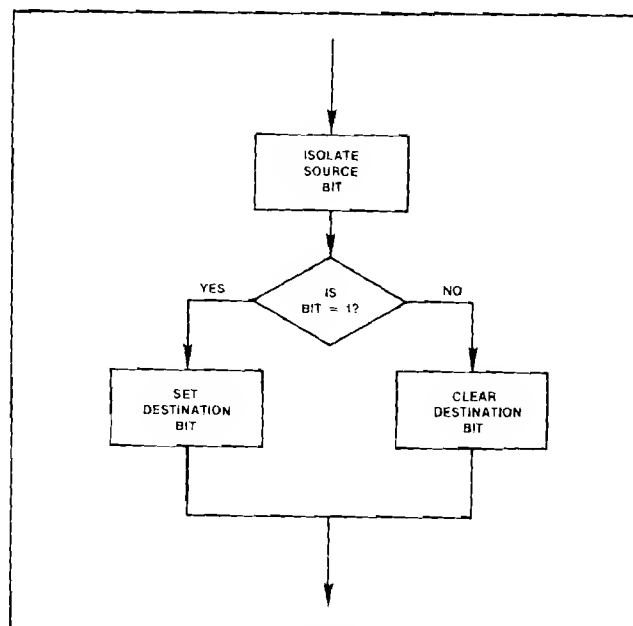 ISOLATE
SOURCE
BIT
IS
BIT = 1?
YES
NO
SET
DESTINATION
BIT
CLEAR
DESTINATION
BIT